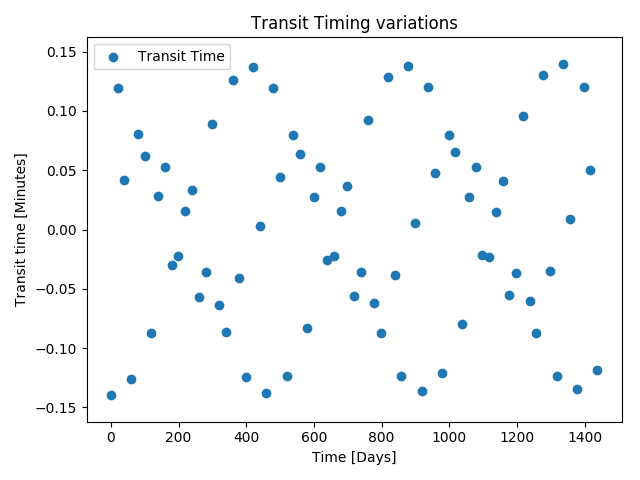 Transit Timing variations
Transit Time
Transit time [Minutes]
0.15
0.10
0.05
0.00
−0.05
−0.10
−0.15
0 200 400 600 800 1000 1200 1400
Time [Days]